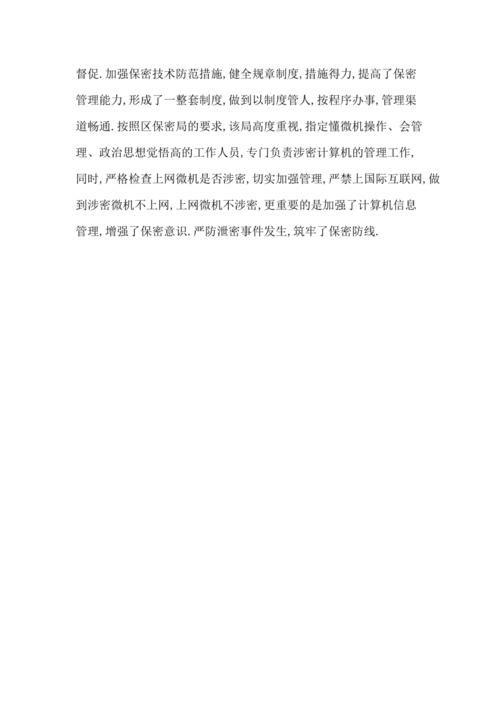 督促.加强保密技术防范措施,健全规章制度,措施得力,提高了保密
管理能力,形成了一整套制度,做到以制度管人,按程序办事,管理渠
道畅通.按照区保密局的要求,该局高度重视,指定懂微机操作、会管
理、政治思想觉悟高的工作人员,专门负责涉密计算机的管理工作,
同时,严格检查上网微机是否涉密,切实加强管理,严禁上国际互联网,做
到涉密微机不上网,上网微机不涉密,更重要的是加强了计算机信息
管理,增强了保密意识.严防泄密事件发生,筑牢了保密防线.